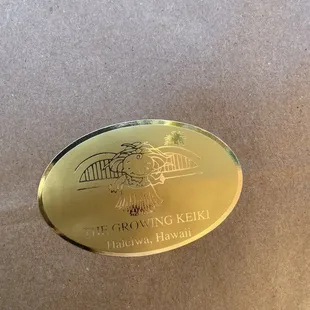 THE GROWING KEIKI
Haleiwa, Hawaii